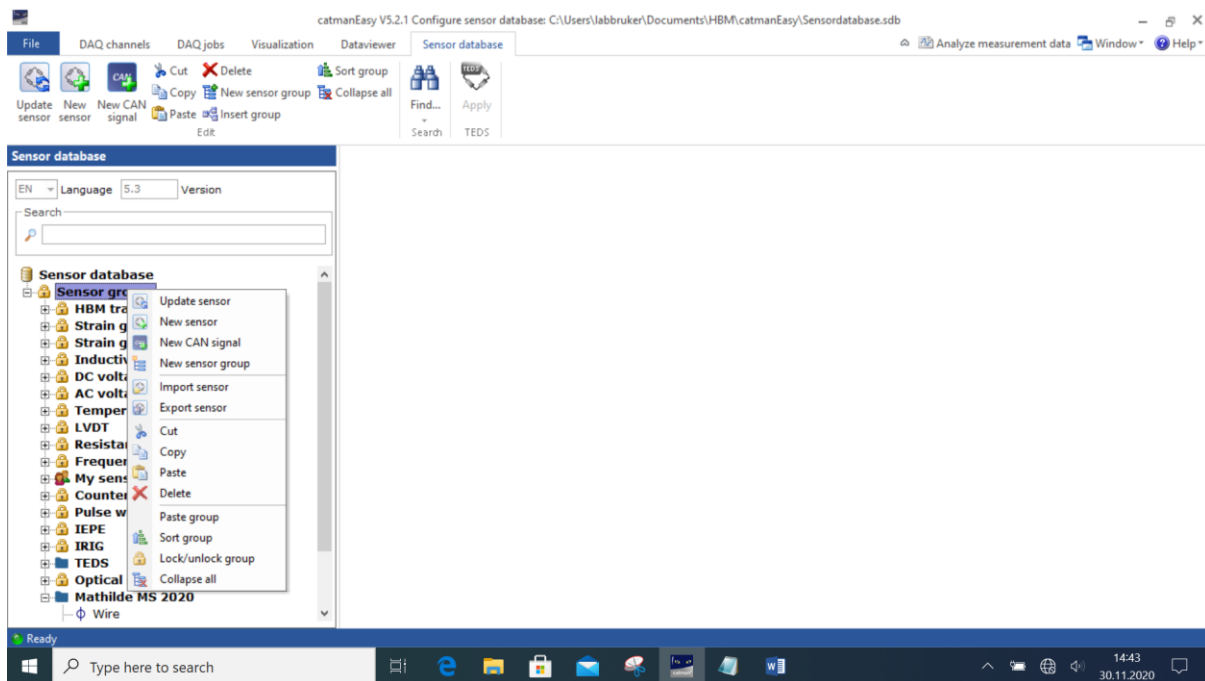 catmanEasy V5.2.1 Configure sensor database: C:\Users\labbruker\Documents\HBM\catmanEasy\Sensordatabase.sdb
File DAQ channels DAQ jobs Visualization Dataviewer Sensor database Analyze measurement data Window Help
Update sensor
New sensor
New CAN signal
Cut Delete Sort group
Copy New sensor group Collapse all
Paste Insert group
Edit
Find...
Search
Apply
TEDS
TEDS
Sensor database
EN Language 5.3 Version
Search
Sensor database
Sensor gro
HBM tra
Strain g
Strain g
Inductiv
DC volta
AC volta
Temper
LVDT
Resista
Frequen
My sens
Counter
Pulse w
IEPE
IRIG
TEDS
Optical
Mathilde MS 2020
Wire
Update sensor
New sensor
New CAN signal
New sensor group
Import sensor
Export sensor
Cut
Copy
Paste
Delete
Paste group
Sort group
Lock/unlock group
Collapse all
Ready
Type here to search
14:43
30.11.2020